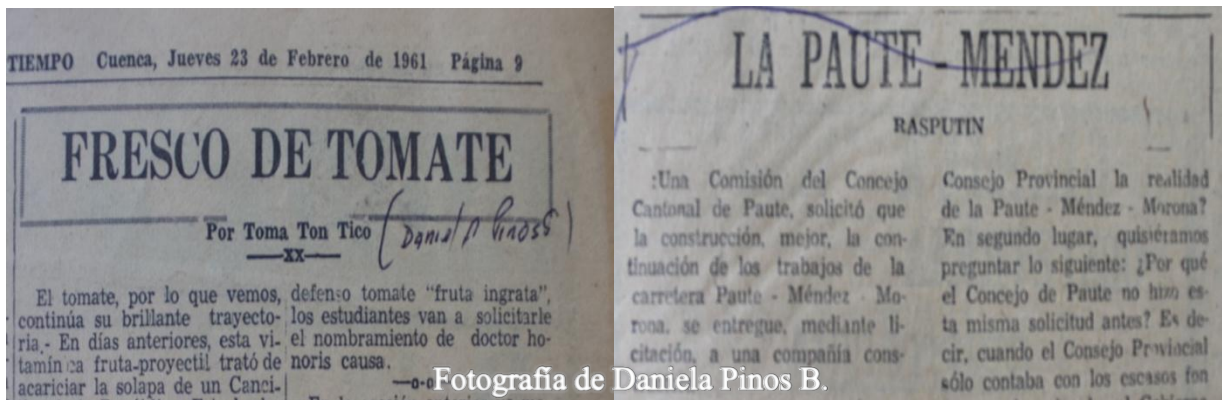 TIEMPO Cuenca, Jueves 23 de Febrero de 1961 Página 9
FRESCO DE TOMATE
Por Toma Ton Tico (Daniel Pinos B)
—XX—
El tomate, por lo que vemos,
continúa su brillante trayecto-
ria.- En días anteriores, esta vi-
tamínica fruta-proyectil trató de
acariciar la solapa de un Canci-
defenso tomate "fruta ingrata",
los estudiantes van a solicitarle
el nombramiento de doctor ho-
noris causa.
—o-o
LA PAUTE - MENDEZ
RASPUTIN
:Una Comisión del Concejo
Cantonal de Paute, solicitó que
la construcción, mejor, la con-
tinuación de los trabajos de la
carretera Paute - Méndez - Mo-
rona, se entregue, mediante li-
citación, a una compañía cons-
Consejo Provincial la realidad
de la Paute - Méndez - Morona?
En segundo lugar, quisiéramos
preguntar lo siguiente: ¿Por qué
el Concejo de Paute no hizo es-
ta misma solicitud antes? Es de-
cir, cuando el Consejo Provincial
sólo contaba con los escasos fon
Fotografía de Daniela Pinos B.